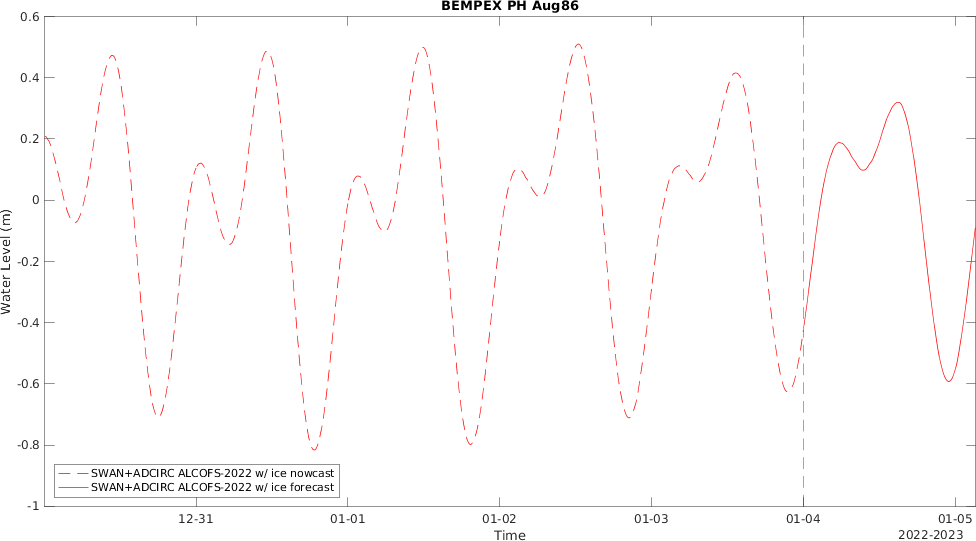 BEMPEX PH Aug86
0.6
0.4
0.2
0
-0.2
-0.4
-0.6
-0.8
-1
Water Level (m)
SWAN+ADCIRC ALCOFS-2022 w/ ice nowcast
SWAN+ADCIRC ALCOFS-2022 w/ ice forecast
12-31 01-01 01-02 01-03 01-04 01-05
Time
2022-2023